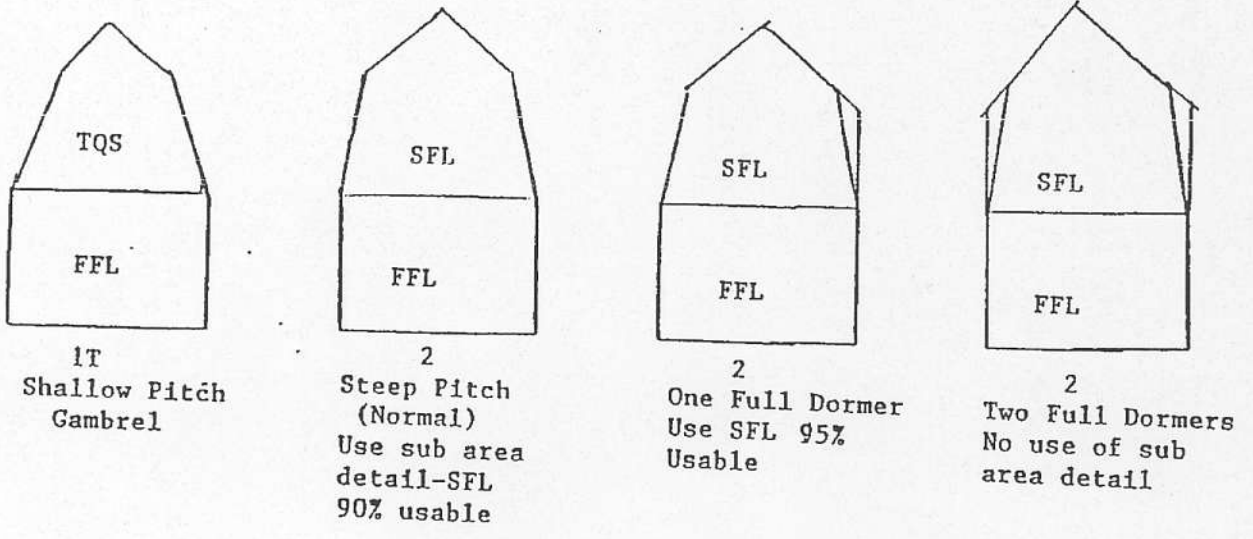 TQS
FFL
1T
Shallow Pitch
Gambrel
SFL
FFL
2
Steep Pitch
(Normal)
Use sub area
detail-SFL
90% usable
SFL
FFL
2
One Full Dormer
Use SFL 95%
Usable
SFL
FFL
2
Two Full Dormers
No use of sub
area detail